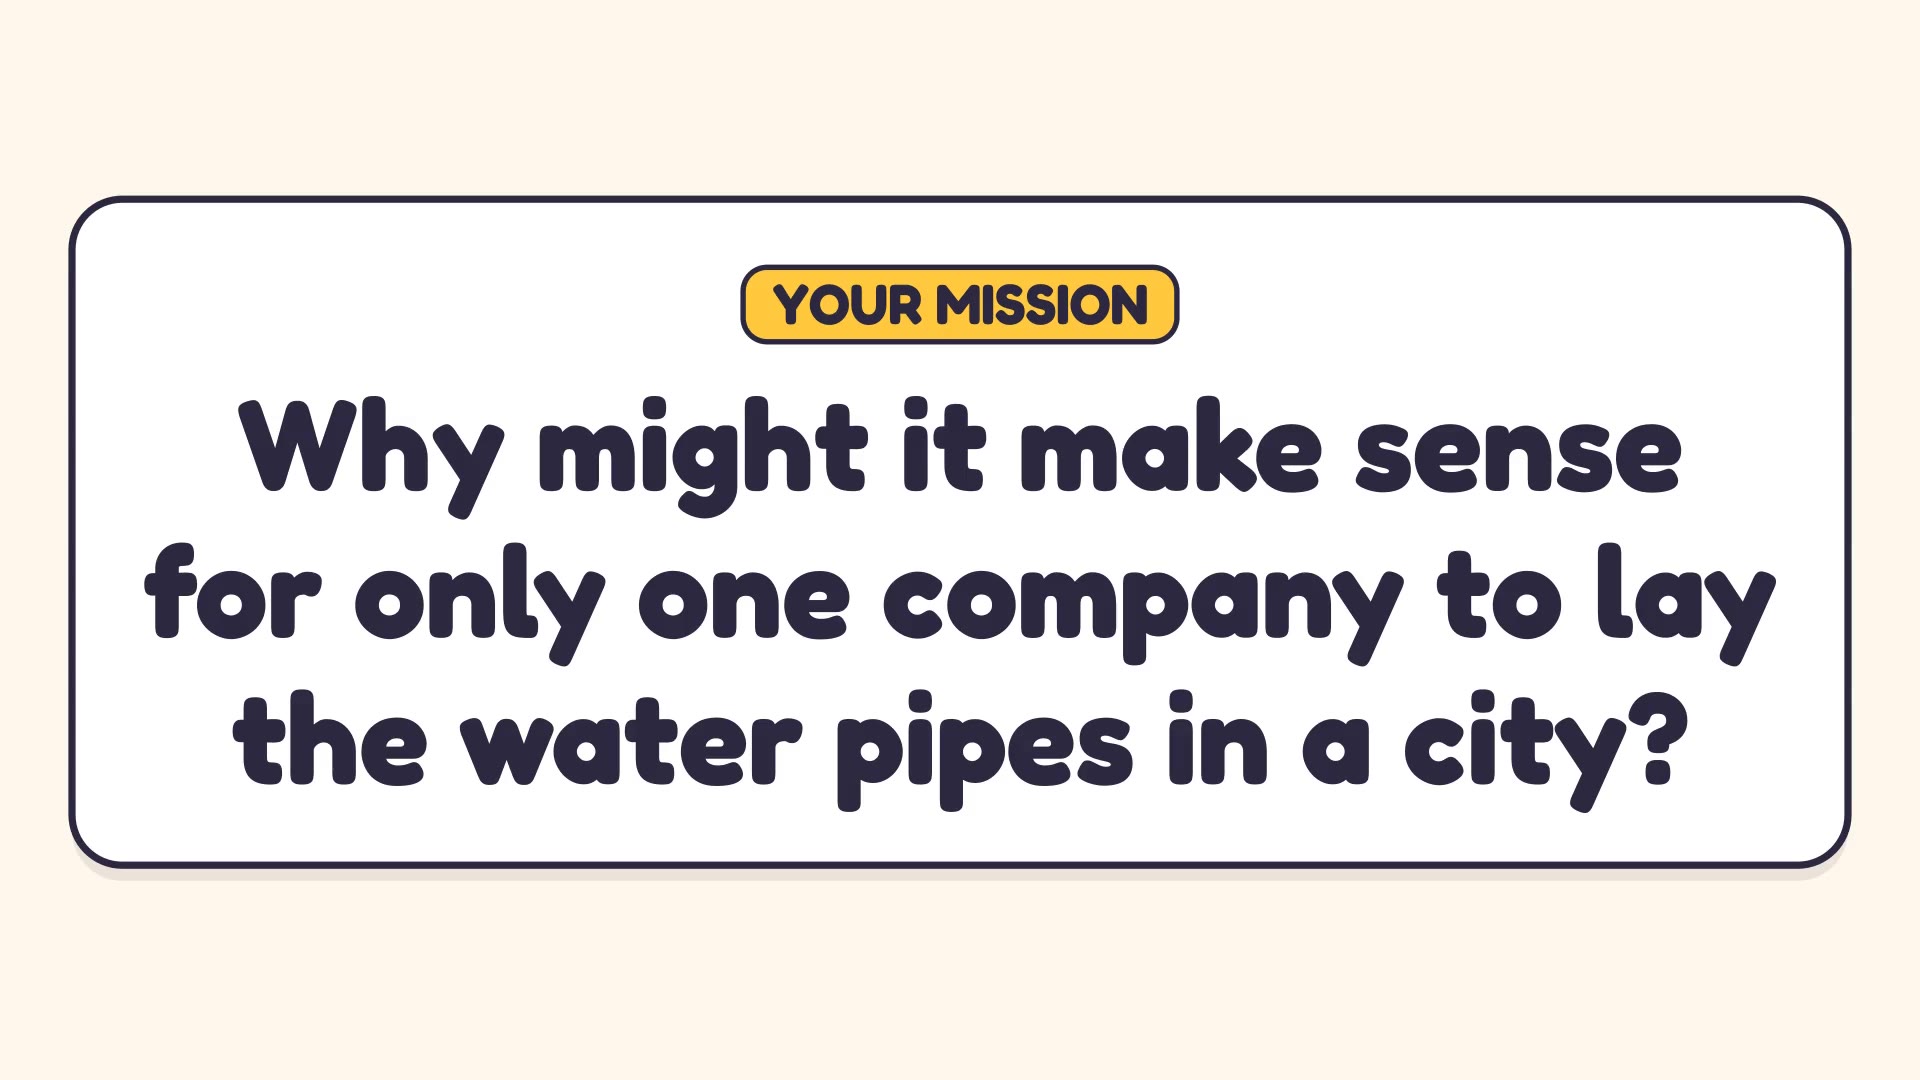 YOUR MISSION
Why might it make sense
for only one company to lay
the water pipes in a city?